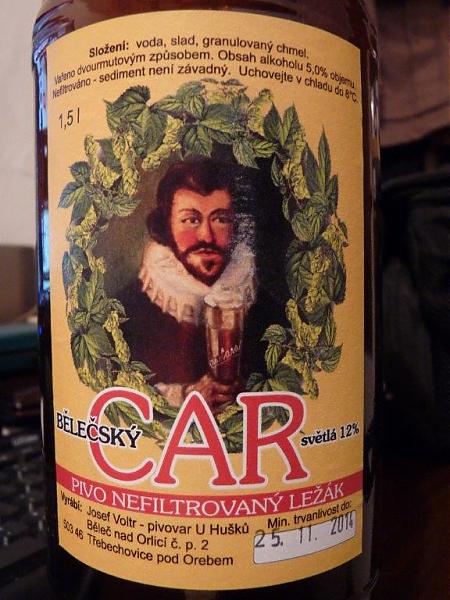 Složení: voda, slad, granulovaný chmel.
Vařeno dvourmutovým způsobem. Obsah alkoholu 5,0% objemu.
Nefiltrováno - sediment není závadný. Uchovejte v chladu do 8°C.
1,5 l
BĚLEČSKÝ CAR světlá 12%
PIVO NEFILTROVANÝ LEŽÁK
Vyrábí: Josef Voltr - pivovar U Hušků
Běleč nad Orlicí č. p. 2
503 46 Třebechovice pod Orebem
Min. trvanlivost do:
25. 11. 2014